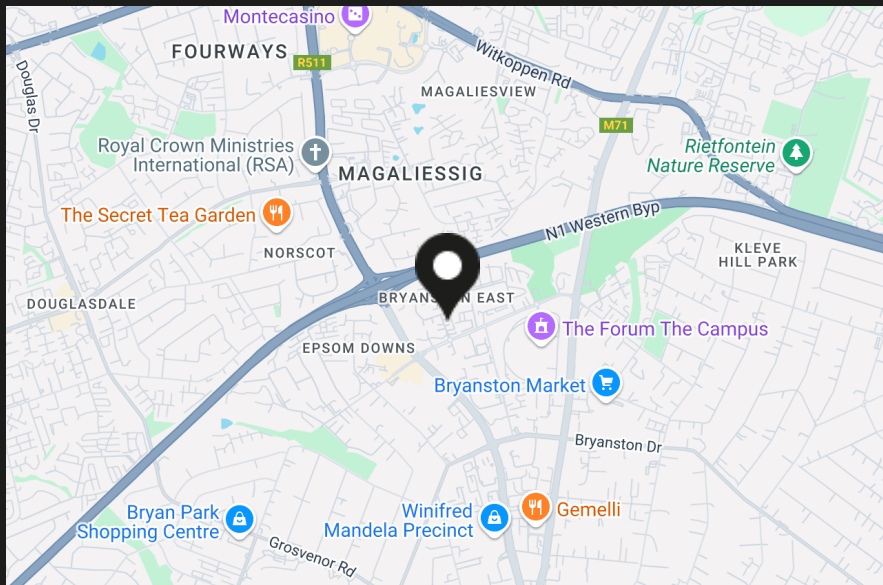 Montecasino
FOURWAYS
R511
Witkoppen Rd
Douglas Dr
MAGALIESVIEW
M71
Royal Crown Ministries
International (RSA)
MAGALIESSIG
Rietfontein
Nature Reserve
The Secret Tea Garden
N1 Western Byp
NORSCOT
KLEVE
HILL PARK
DOUGLASDALE
BRYANSTON EAST
The Forum The Campus
EPSOM DOWNS
Bryanston Market
Bryanston Dr
Bryan Park
Shopping Centre
Winifred
Mandela Precinct
Gemelli
Grosvenor Rd